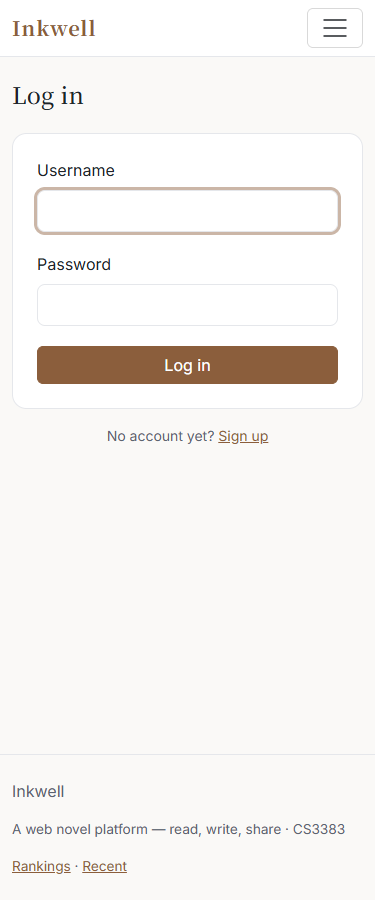 Inkwell
Log in
Username
Password
Log in
No account yet? Sign up
Inkwell
A web novel platform — read, write, share · CS3383
Rankings · Recent